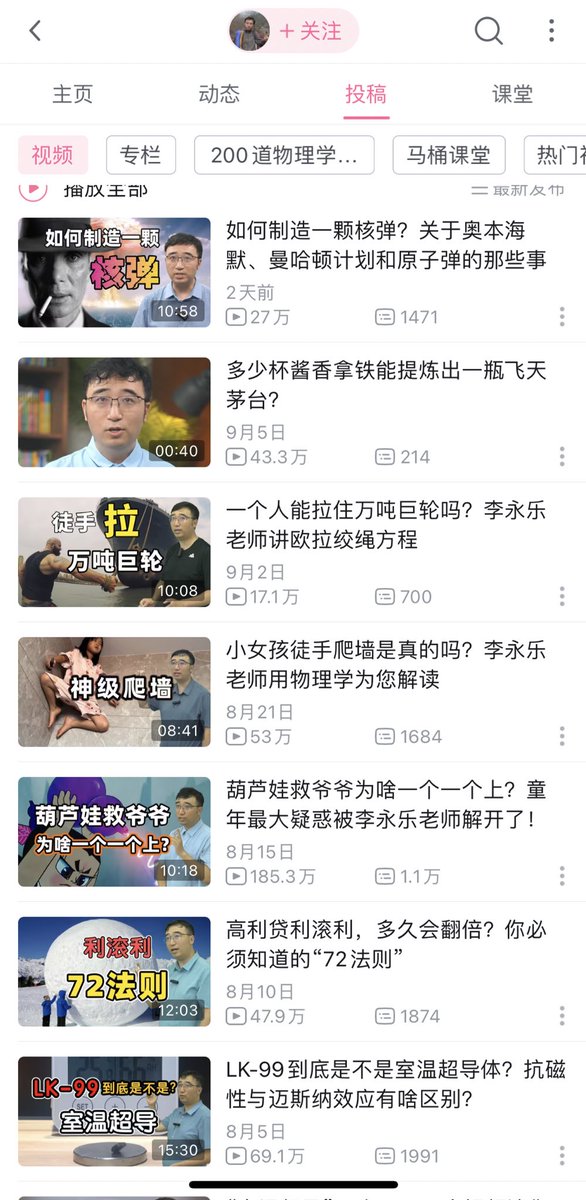 + 关注
主页 动态 投稿 课堂
视频 专栏 200道物理学... 马桶课堂 热门
播放全部 最新发布
如何制造一颗
核弹
10:58
如何制造一颗核弹？关于奥本海
默、曼哈顿计划和原子弹的那些事
2天前
27万 1471
00:40
多少杯酱香拿铁能提炼出一瓶飞天
茅台？
9月5日
43.3万 214
徒手拉
万吨巨轮
10:08
一个人能拉住万吨巨轮吗？李永乐
老师讲欧拉绞绳方程
9月2日
17.1万 700
神级爬墙
08:41
小女孩徒手爬墙是真的吗？李永乐
老师用物理学为您解读
8月21日
53万 1684
葫芦娃救爷爷
为啥一个一个上？
10:18
葫芦娃救爷爷为啥一个一个上？童
年最大疑惑被李永乐老师解开了！
8月15日
185.3万 1.1万
利滚利
72法则
12:03
高利贷利滚利，多久会翻倍？你必
须知道的“72法则”
8月10日
47.9万 1874
LK-99到底是不是？
室温超导
15:30
LK-99到底是不是室温超导体？抗磁
性与迈斯纳效应有啥区别？
8月5日
69.1万 1991